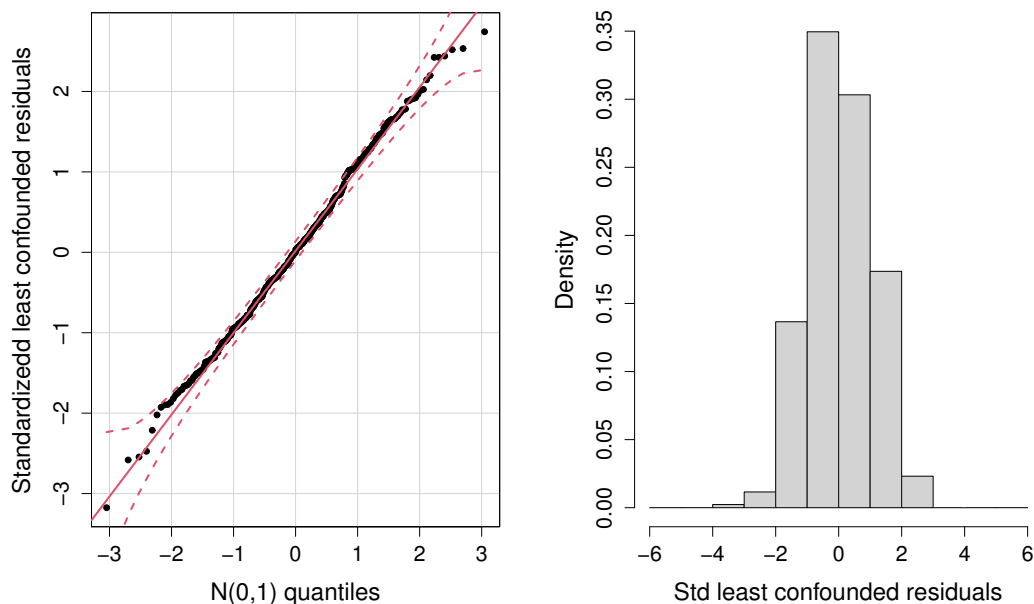 Standardizedd least confounded residuals
2
1
0
−1
−2
−3
−3 −2 −1 0 1 2 3
N(0,1) quantiles
Density
0.35
0.30
0.25
0.20
0.15
0.10
0.05
0.00
−6 −4 −2 0 2 4 6
Std least confounded residuals